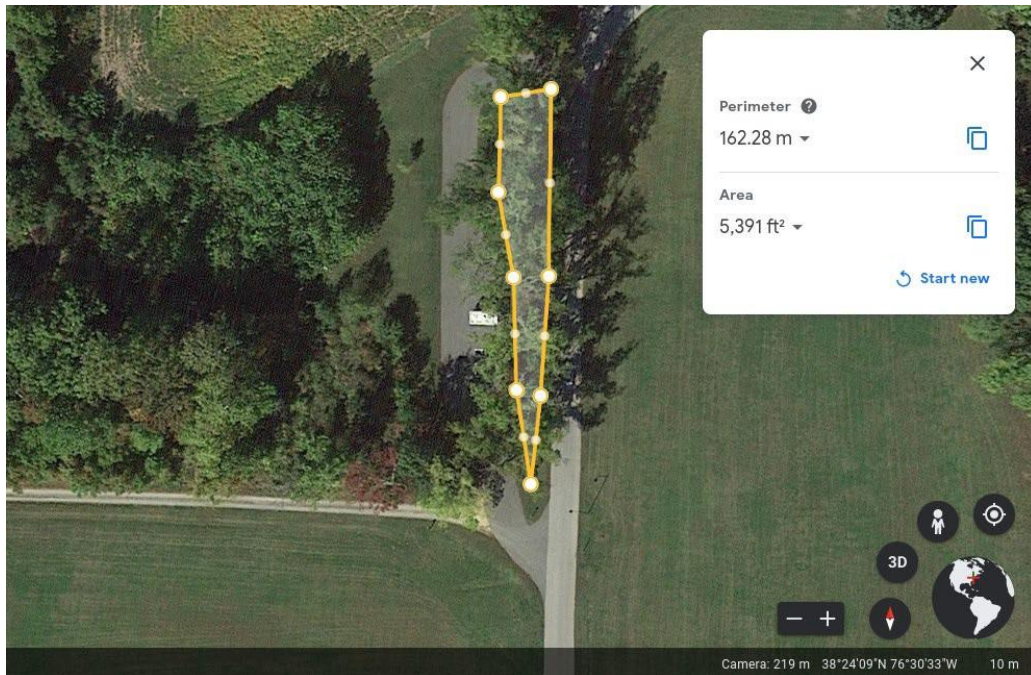 Perimeter
162.28 m
Area
5,391 ft²
Start new
3D
Camera: 219 m 38°24'09"N 76°30'33"W 10 m